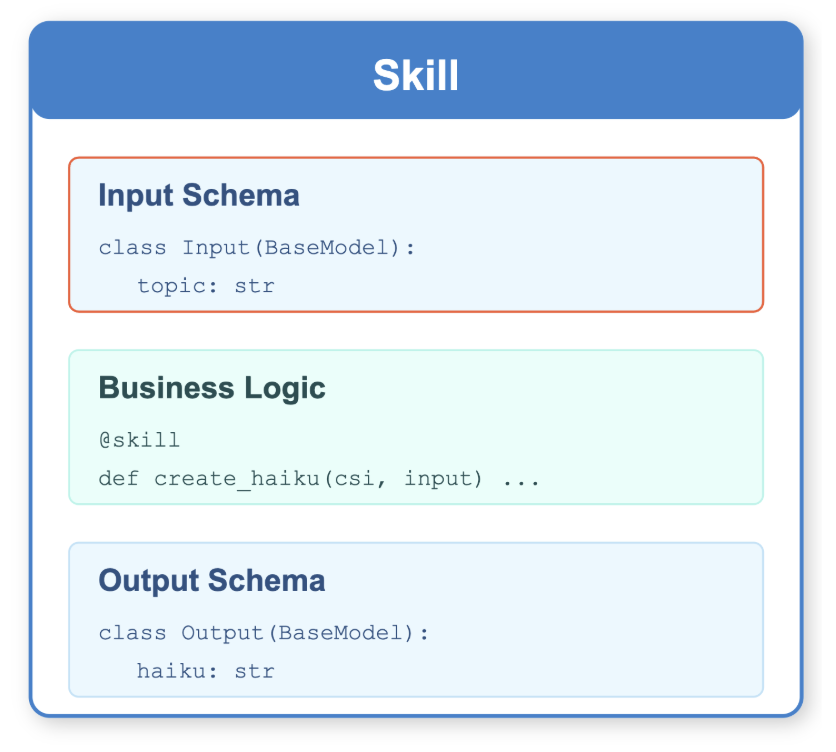 Skill
Input Schema
class Input(BaseModel):
topic: str
Business Logic
@skill
def create_haiku(csi, input) ...
Output Schema
class Output(BaseModel):
haiku: str